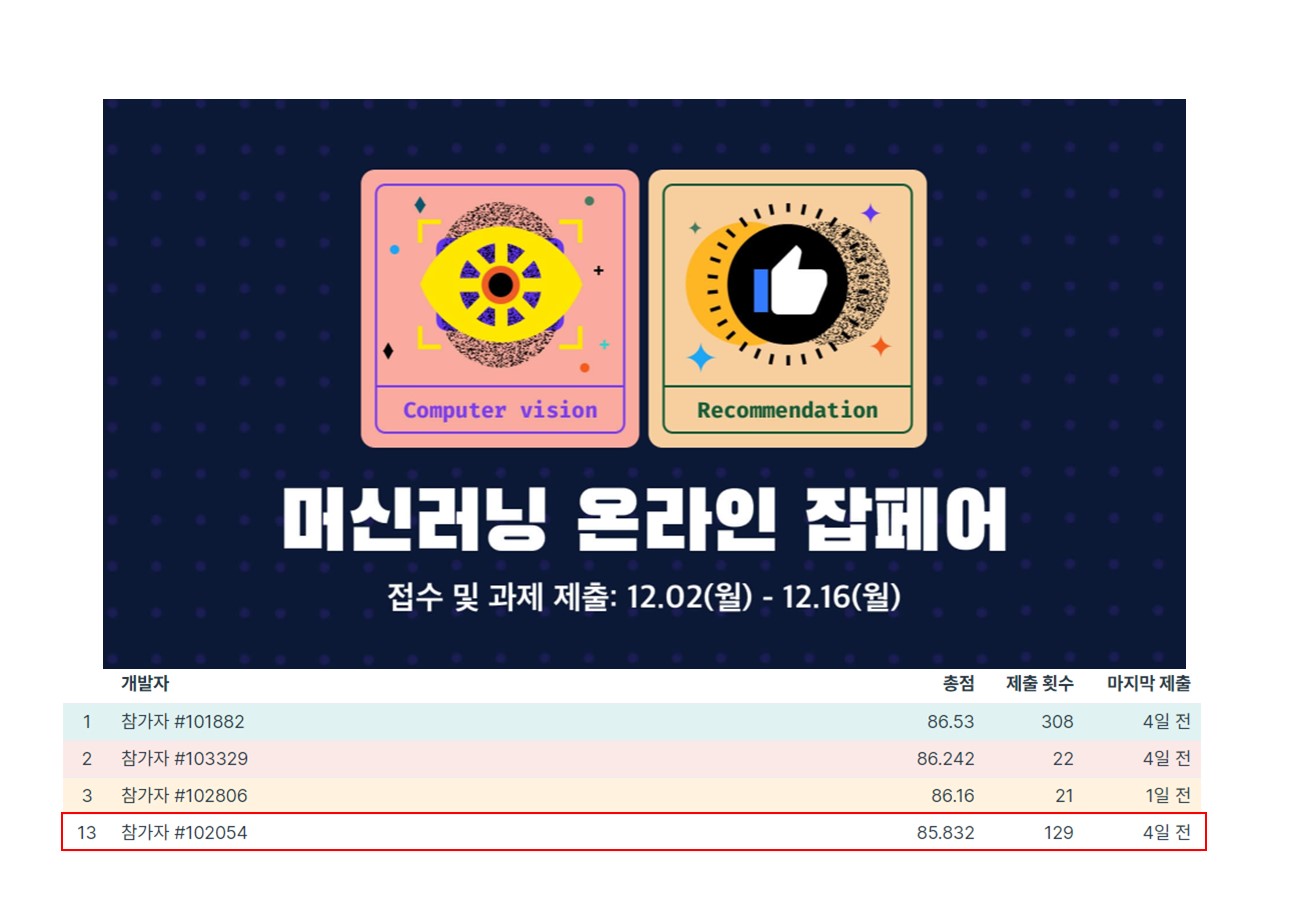 Computer vision
Recommendation
머신러닝 온라인 잡페어
접수 및 과제 제출: 12.02(월) - 12.16(월)
개발자 총점 제출 횟수 마지막 제출
1 참가자 #101882 86.53 308 4일 전
2 참가자 #103329 86.242 22 4일 전
3 참가자 #102806 86.16 21 1일 전
13 참가자 #102054 85.832 129 4일 전